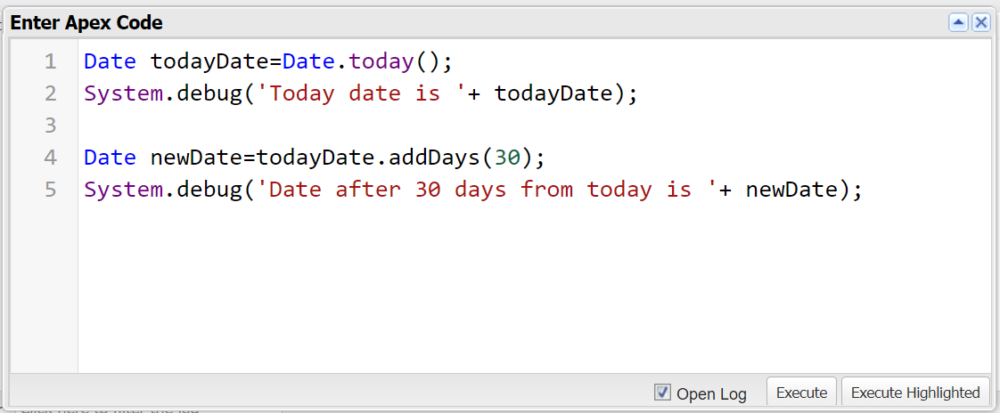 Enter Apex Code
1 Date todayDate=Date.today();
2 System.debug('Today date is '+ todayDate);
3
4 Date newDate=todayDate.addDays(30);
5 System.debug('Date after 30 days from today is '+ newDate);
Open Log Execute Execute Highlighted